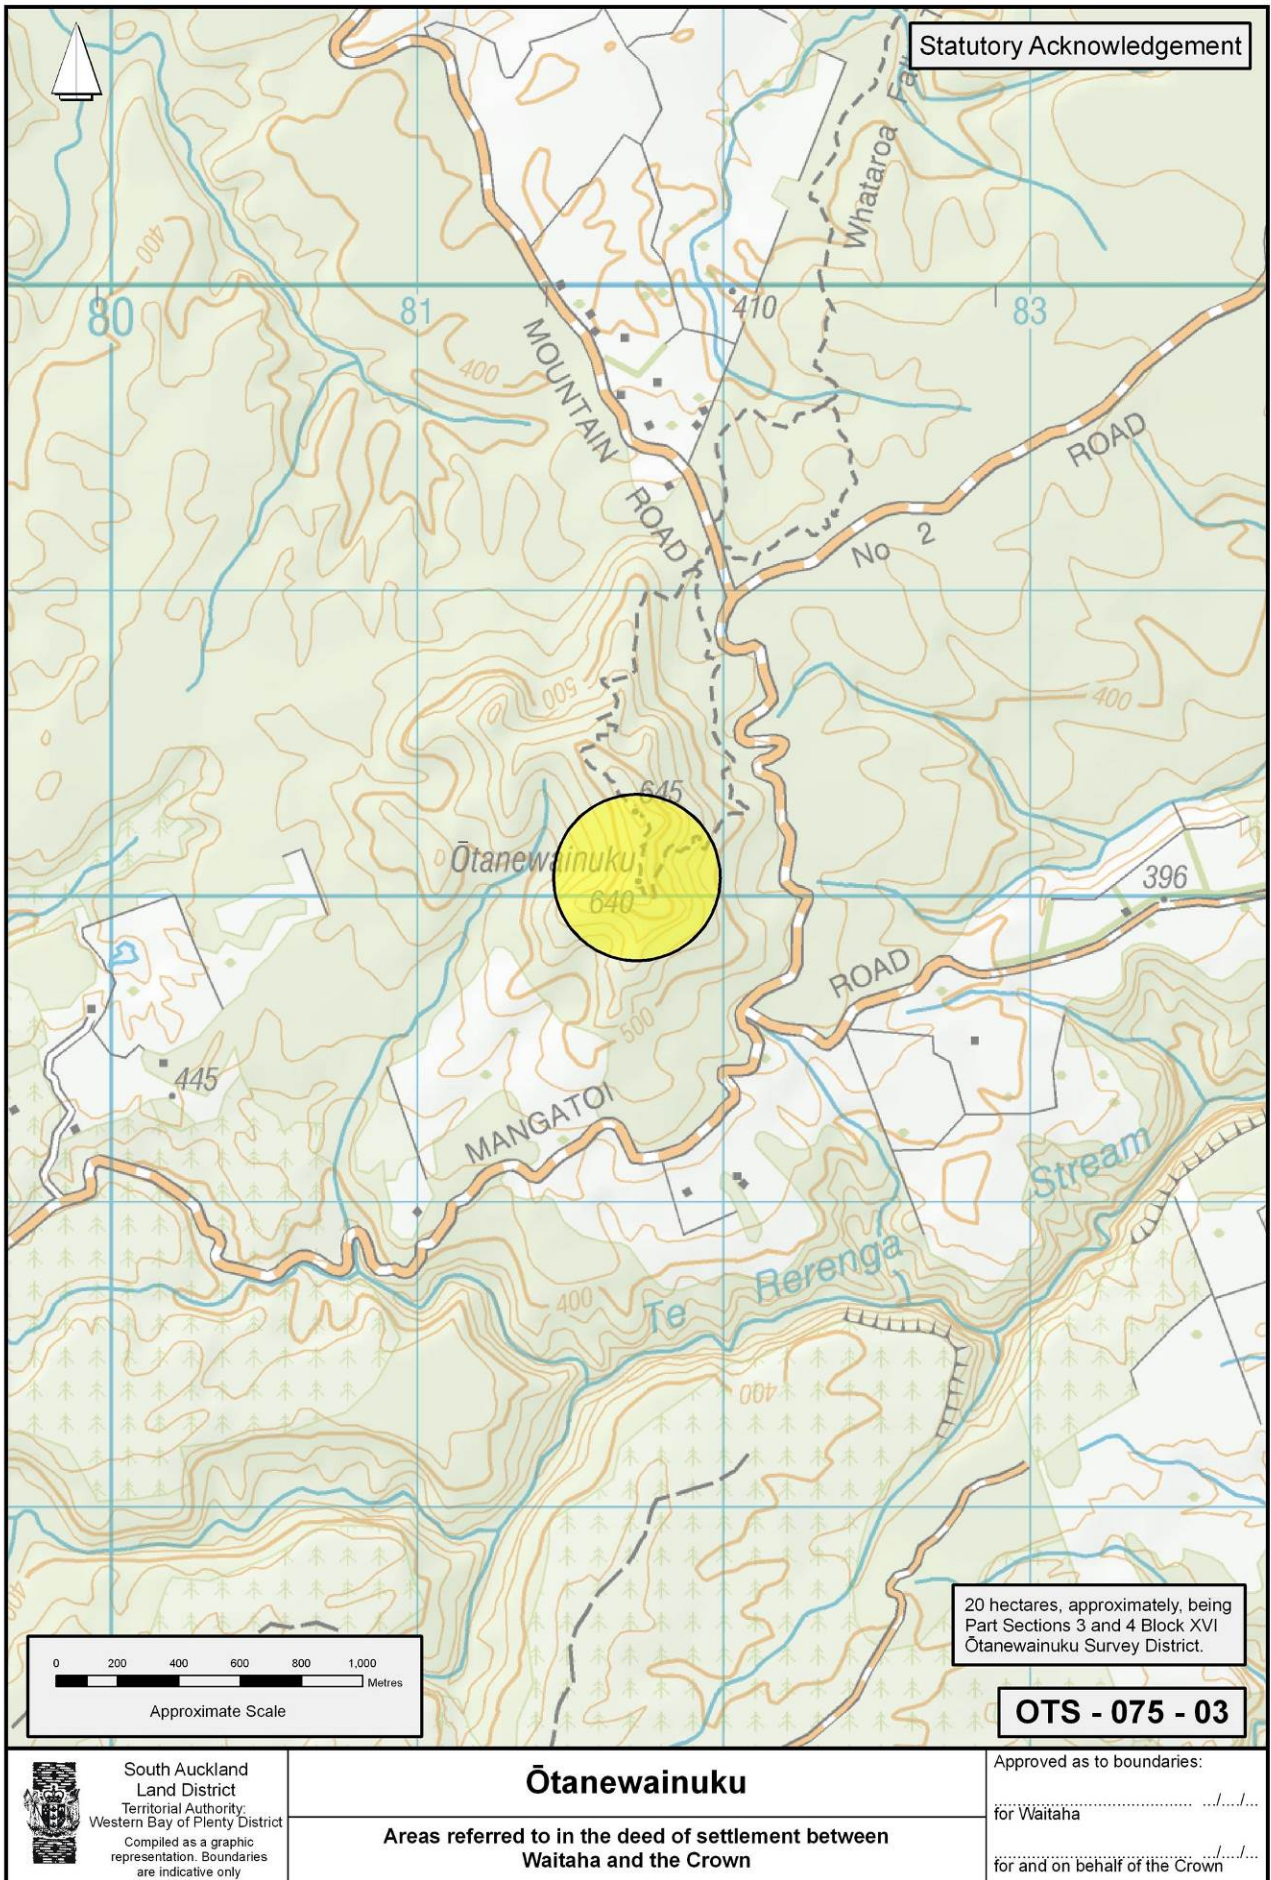 Statutory Acknowledgement
Whataroa
400
80
81
410
83
MOUNTAIN
ROAD
400
ROAD
No 2
500
400
645
Ōtanewainuku
640
396
ROAD
500
445
MANGATOI
Stream
Te Rerenga
400
400
400
20 hectares, approximately, being
Part Sections 3 and 4 Block XVI
Ōtanewainuku Survey District.
0 200 400 600 800 1,000
Metres
Approximate Scale
OTS - 075 - 03
South Auckland
Land District
Territorial Authority:
Western Bay of Plenty District
Compiled as a graphic
representation. Boundaries
are indicative only
Ōtanewainuku
Areas referred to in the deed of settlement between
Waitaha and the Crown
Approved as to boundaries:
................................... .../.../...
for Waitaha
................................... .../.../...
for and on behalf of the Crown